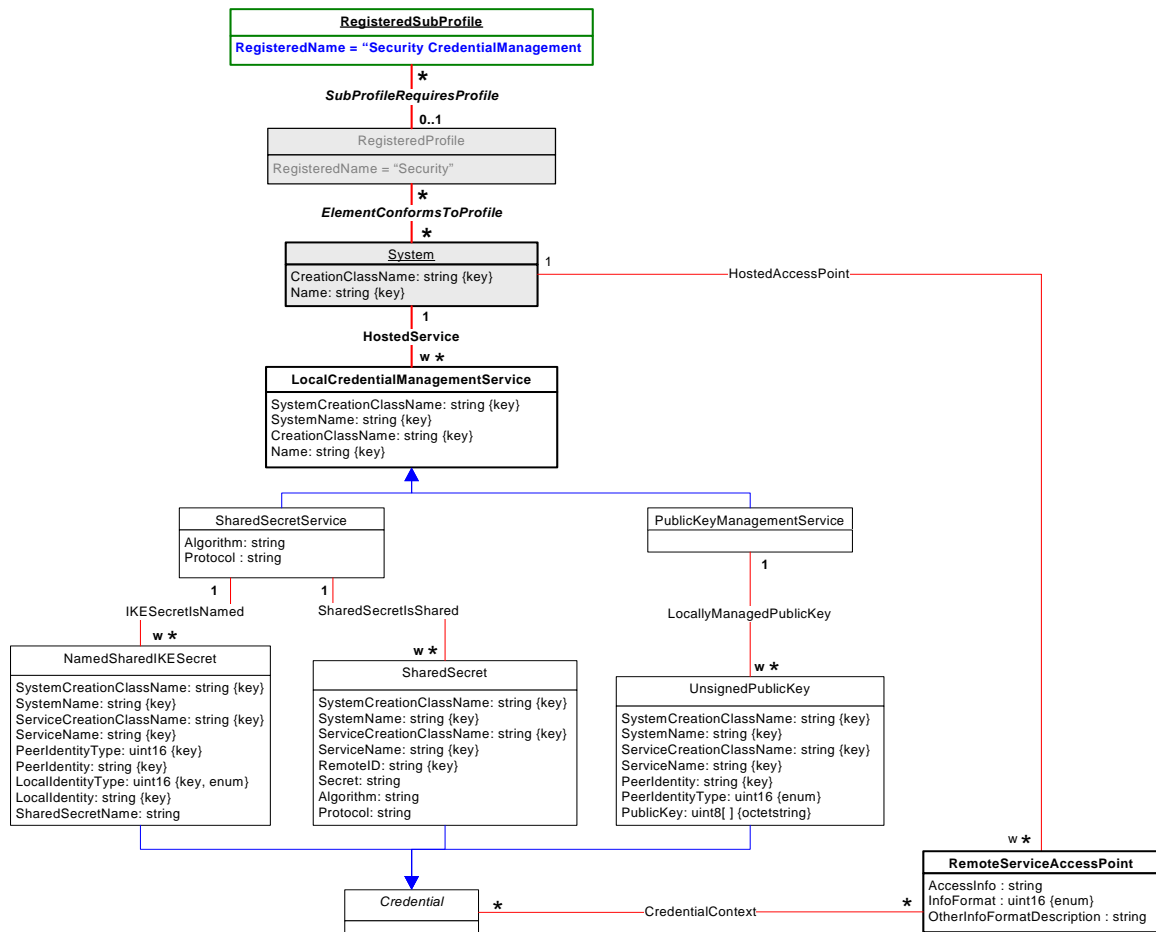 RegisteredSubProfile
RegisteredName = “Security CredentialManagement
*
SubProfileRequiresProfile
0..1
RegisteredProfile
RegisteredName = “Security”
*
ElementConformsToProfile
*
System
CreationClassName: string {key}
Name: string {key}
1
HostedAccessPoint
1
HostedService
w *
LocalCredentialManagementService
SystemCreationClassName: string {key}
SystemName: string {key}
CreationClassName: string {key}
Name: string {key}
SharedSecretService
Algorithm: string
Protocol : string
PublicKeyManagementService
1
1
1
IKESecretIsNamed
SharedSecretIsShared
LocallyManagedPublicKey
w *
w *
w *
NamedSharedIKESecret
SystemCreationClassName: string {key}
SystemName: string {key}
ServiceCreationClassName: string {key}
ServiceName: string {key}
PeerIdentityType: uint16 {key}
PeerIdentity: string {key}
LocalIdentityType: uint16 {key, enum}
LocalIdentity: string {key}
SharedSecretName: string
SharedSecret
SystemCreationClassName: string {key}
SystemName: string {key}
ServiceCreationClassName: string {key}
ServiceName: string {key}
RemoteID: string {key}
Secret: string
Algorithm: string
Protocol: string
UnsignedPublicKey
SystemCreationClassName: string {key}
SystemName: string {key}
ServiceCreationClassName: string {key}
ServiceName: string {key}
PeerIdentity: string {key}
PeerIdentityType: uint16 {enum}
PublicKey: uint8[ ] {octetstring}
w *
RemoteServiceAccessPoint
AccessInfo : string
InfoFormat : uint16 {enum}
OtherInfoFormatDescription : string
Credential
*
CredentialContext
*